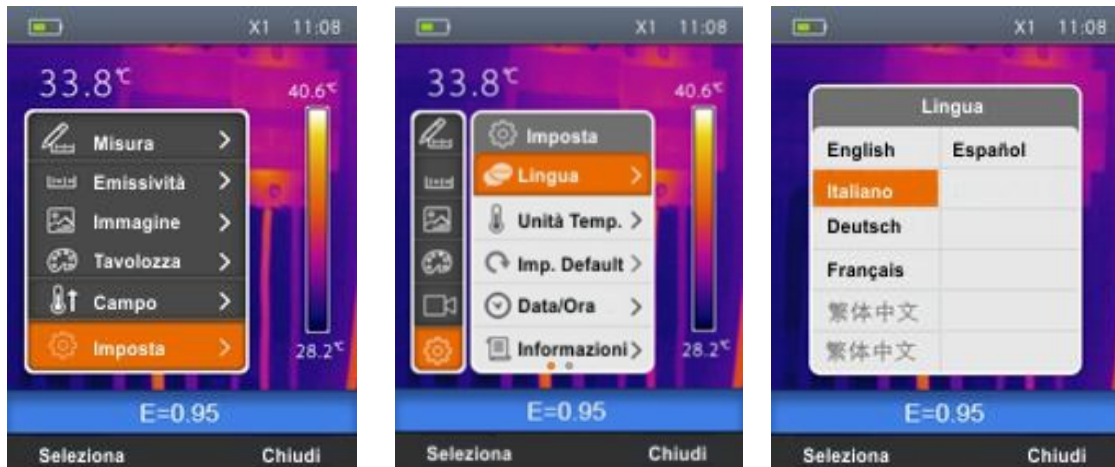 X1 11:08
33.8℃
40.6℃
Misura
Emissività
Immagine
Tavolozza
Campo
Imposta
28.2℃
E=0.95
Seleziona Chiudi
X1 11:08
33.8℃
40.6℃
Imposta
Lingua
Unità Temp.
Imp. Default
Data/Ora
Informazioni
28.2℃
E=0.95
Seleziona Chiudi
X1 11:08
Lingua
English Español
Italiano
Deutsch
Français
繁体中文
繁体中文
E=0.95
Seleziona Chiudi